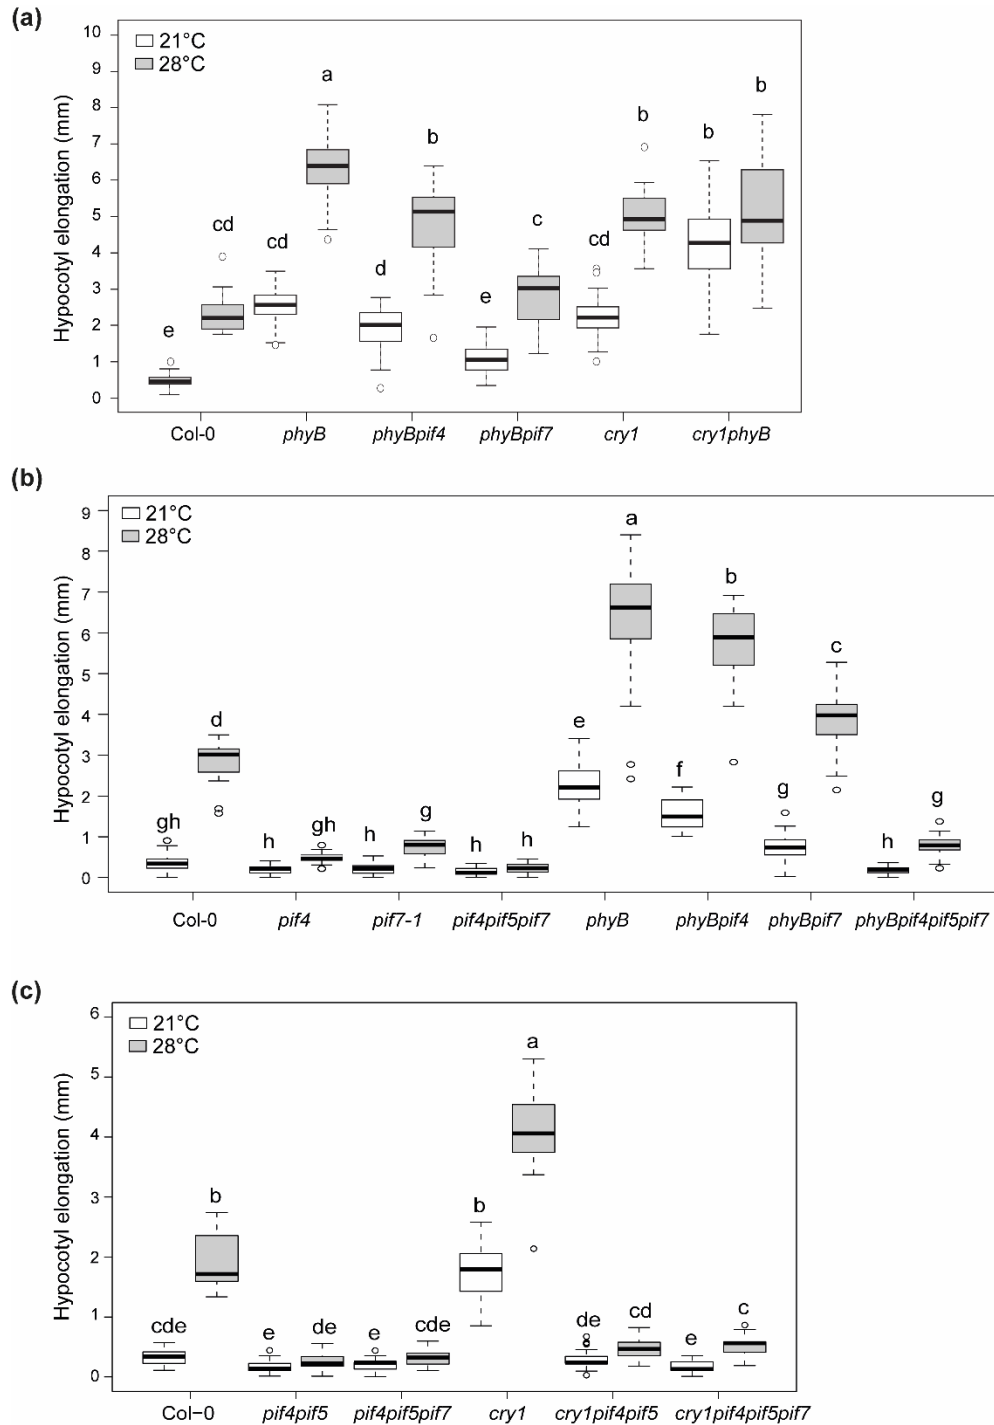 (a)
21°C
28°C
Hypocotyl elongation (mm)
10
9
8
7
6
5
4
3
2
1
0
e
cd
cd
a
d
b
e
c
cd
b
b
b
Col-0
phyB
phyBpif4
phyBpif7
cry1
cry1phyB
(b)
21°C
28°C
Hypocotyl elongation (mm)
9
8
7
6
5
4
3
2
1
0
gh
d
h
gh
h
g
h
h
e
a
f
b
g
c
h
g
Col-0
pif4
pif7-1
pif4pif5pif7
phyB
phyBpif4
phyBpif7
phyBpif4pif5pif7
(c)
21°C
28°C
Hypocotyl elongation (mm)
6
5
4
3
2
1
0
cde
b
e
de
e
cde
b
a
de
cd
e
c
Col−0
pif4pif5
pif4pif5pif7
cry1
cry1pif4pif5
cry1pif4pif5pif7